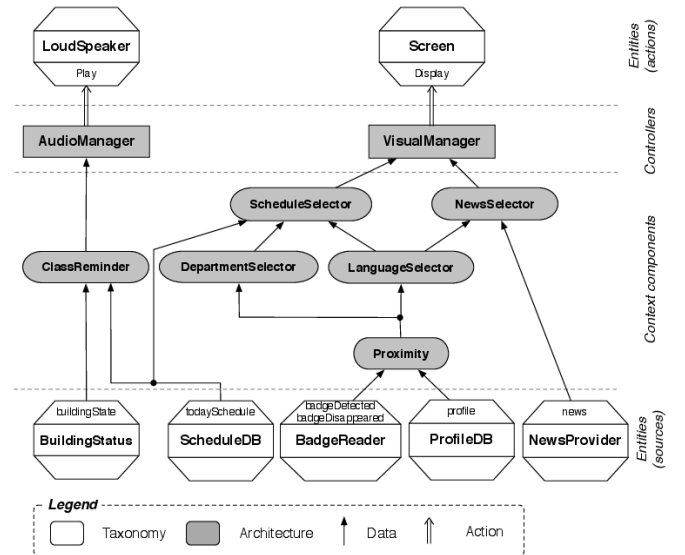 LoudSpeaker
Play
Screen
Display
Entities
(actions)
AudioManager
VisualManager
Controllers
ScheduleSelector
NewsSelector
ClassReminder
DepartmentSelector
LanguageSelector
Proximity
Context components
buildingState
BuildingStatus
todaySchedule
ScheduleDB
badgeDetected
badgeDisappeared
BadgeReader
profile
ProfileDB
news
NewsProvider
Entities
(sources)
Legend
Taxonomy
Architecture
Data
Action